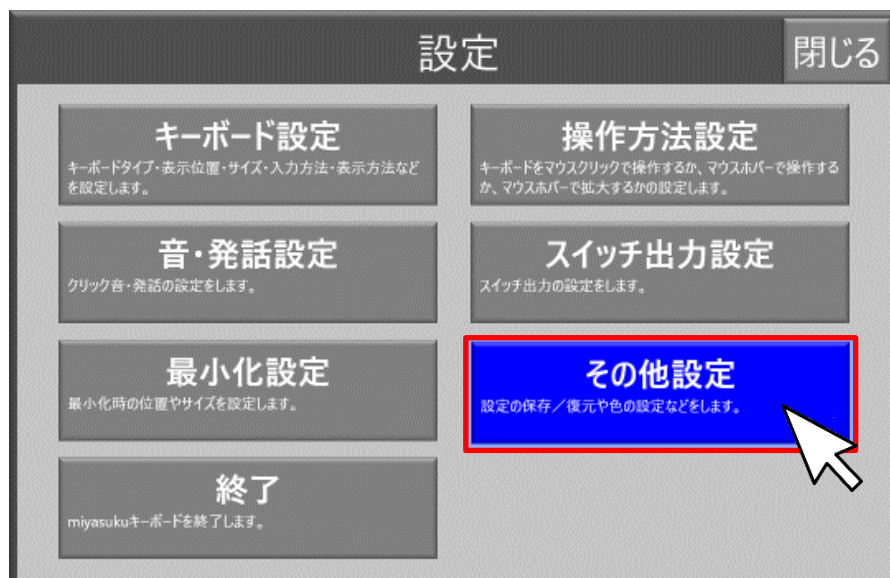 設定
閉じる
キーボード設定
キーボードタイプ・表示位置・サイズ・入力方法・表示方法など
を設定します。
操作方法設定
キーボードをマウスクリックで操作するか、マウスホバーで操作する
か、マウスホバーで拡大するかの設定します。
音・発話設定
クリック音・発話の設定をします。
スイッチ出力設定
スイッチ出力の設定をします。
最小化設定
最小化時の位置やサイズを設定します。
その他設定
設定の保存／復元や色の設定などをします。
終了
miyasukuキーボードを終了します。